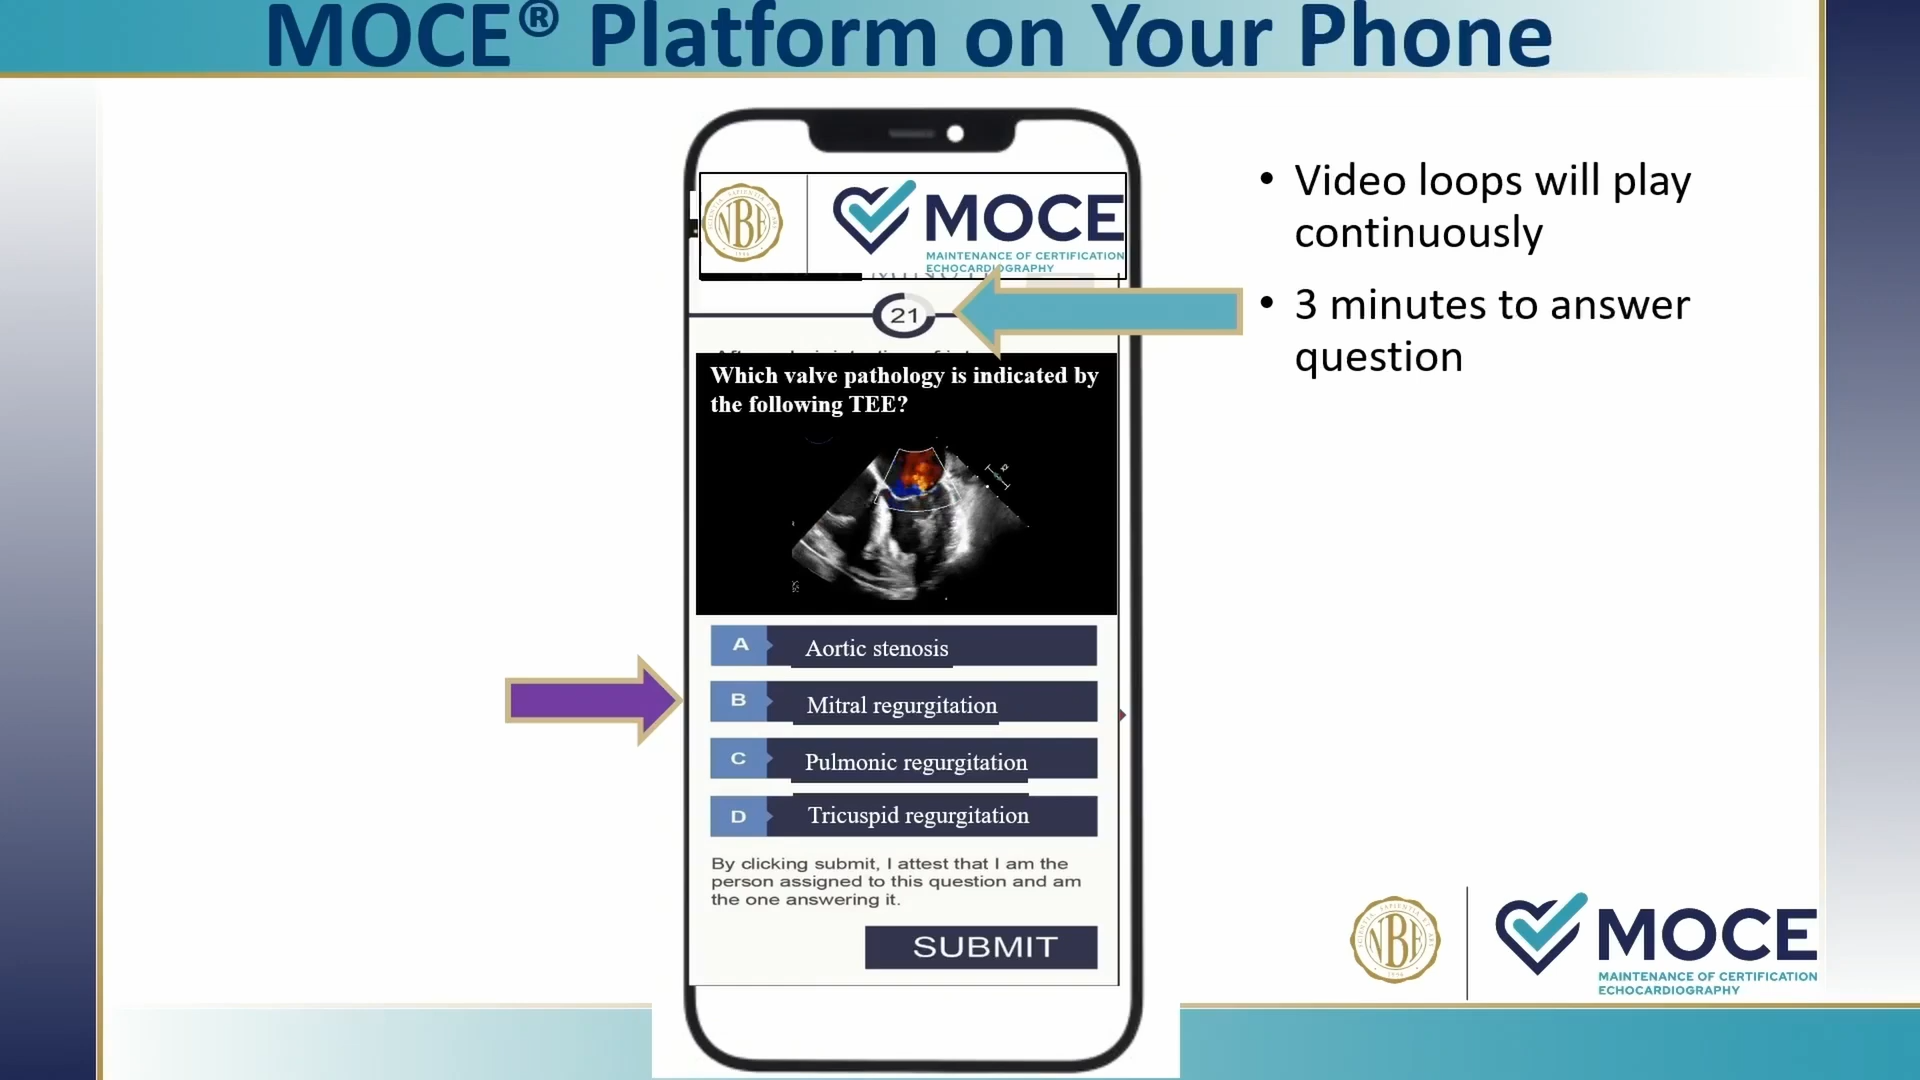 MOCE® Platform on Your Phone
NBE
MOCE
MAINTENANCE OF CERTIFICATION
ECHOCARDIOGRAPHY
21
Which valve pathology is indicated by
the following TEE?
A Aortic stenosis
B Mitral regurgitation
C Pulmonic regurgitation
D Tricuspid regurgitation
By clicking submit, I attest that I am the
person assigned to this question and am
the one answering it.
SUBMIT
• Video loops will play
continuously
• 3 minutes to answer
question
NBE
MOCE
MAINTENANCE OF CERTIFICATION
ECHOCARDIOGRAPHY